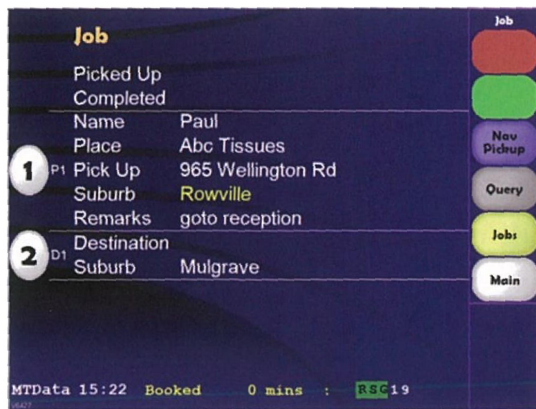 Job
Job
Picked Up
Completed
Name Paul
Place Abc Tissues
1 P1 Pick Up 965 Wellington Rd
Suburb Rowville
Remarks goto reception
2 D1 Destination
Suburb Mulgrave
Nav
Pickup
Query
Jobs
Main
MTData 15:22 Booked 0 mins : RSG19